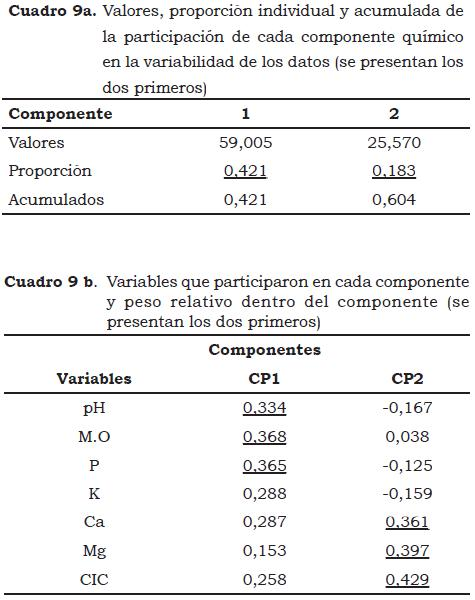 Cuadro 9a. Valores, proporción individual y acumulada de
la participación de cada componente químico
en la variabilidad de los datos (se presentan los
dos primeros)
Componente 1 2
Valores 59,005 25,570
Proporción 0,421 0,183
Acumulados 0,421 0,604
Cuadro 9 b. Variables que participaron en cada componente
y peso relativo dentro del componente (se
presentan los dos primeros)
Componentes
Variables CP1 CP2
pH 0,334 -0,167
M.O 0,368 0,038
P 0,365 -0,125
K 0,288 -0,159
Ca 0,287 0,361
Mg 0,153 0,397
CIC 0,258 0,429